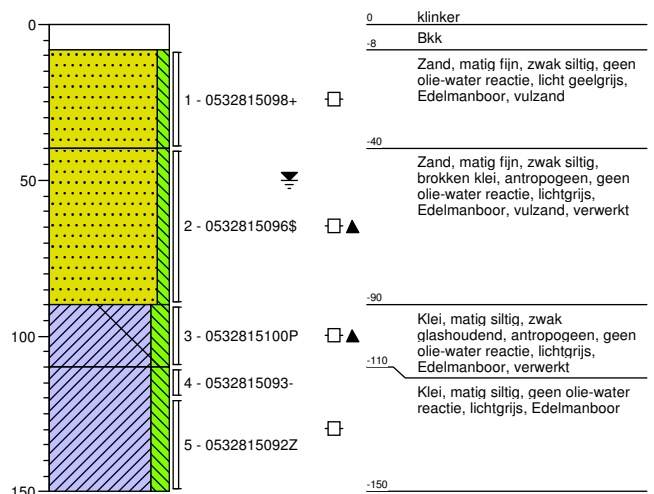 0
50
100
150
1 - 0532815098+
2 - 0532815096$
3 - 0532815100P
4 - 0532815093-
5 - 0532815092Z
0
klinker
-8
Bkk
Zand, matig fijn, zwak siltig, geen
olie-water reactie, licht geelgrijs,
Edelmanboor, vulzand
-40
Zand, matig fijn, zwak siltig,
brokken klei, antropogeen, geen
olie-water reactie, lichtgrijs,
Edelmanboor, vulzand, verwerkt
-90
Klei, matig siltig, zwak
glashoudend, antropogeen, geen
olie-water reactie, lichtgrijs,
Edelmanboor, verwerkt
-110
Klei, matig siltig, geen olie-water
reactie, lichtgrijs, Edelmanboor
-150